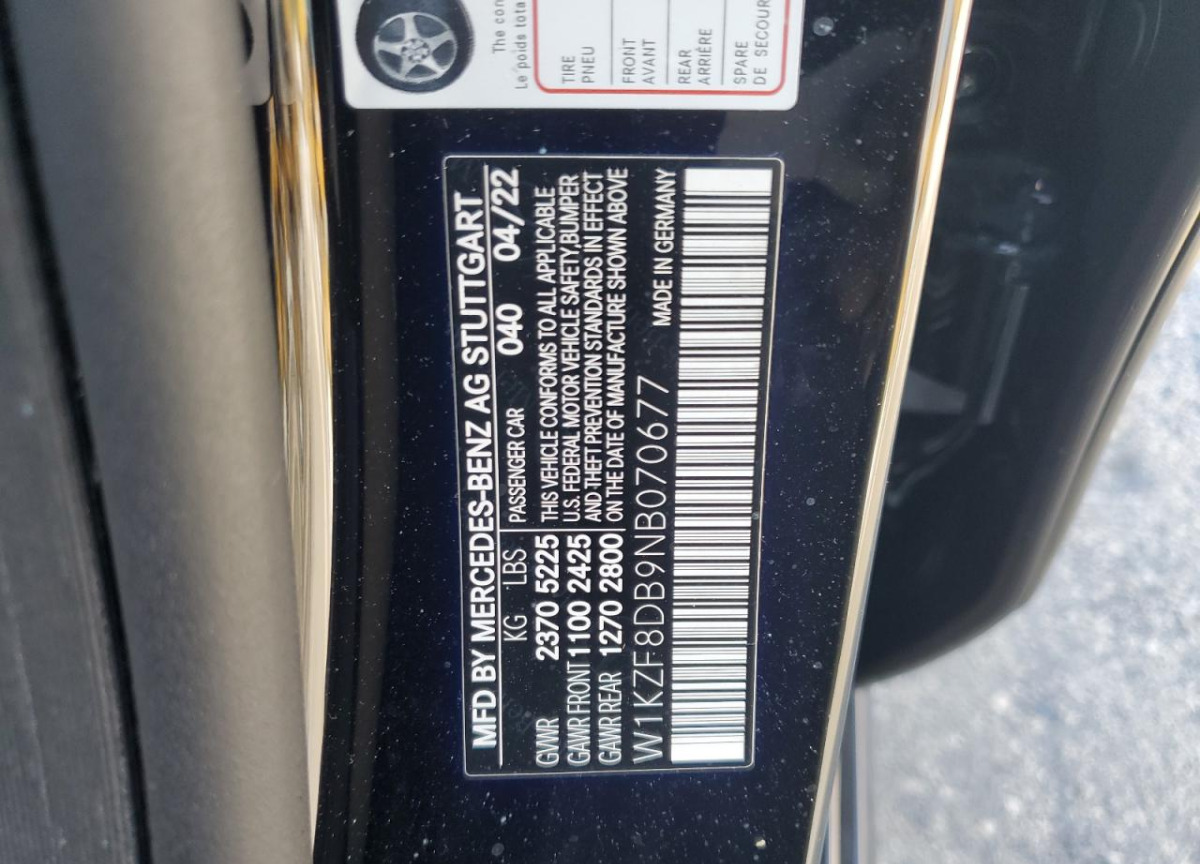 The con
Le poids tota
TIRE
PNEU
FRONT
AVANT
REAR
ARRIÈRE
SPARE
DE SECOUR
MFD BY MERCEDES-BENZ AG STUTTGART
KG LBS PASSENGER CAR 040 04/22
GVWR 2370 5225
GAWR FRONT 1100 2425
GAWR REAR 1270 2800
THIS VEHICLE CONFORMS TO ALL APPLICABLE
U.S. FEDERAL MOTOR VEHICLE SAFETY,BUMPER
AND THEFT PREVENTION STANDARDS IN EFFECT
ON THE DATE OF MANUFACTURE SHOWN ABOVE
W1KZF8DB9NB070677 MADE IN GERMANY